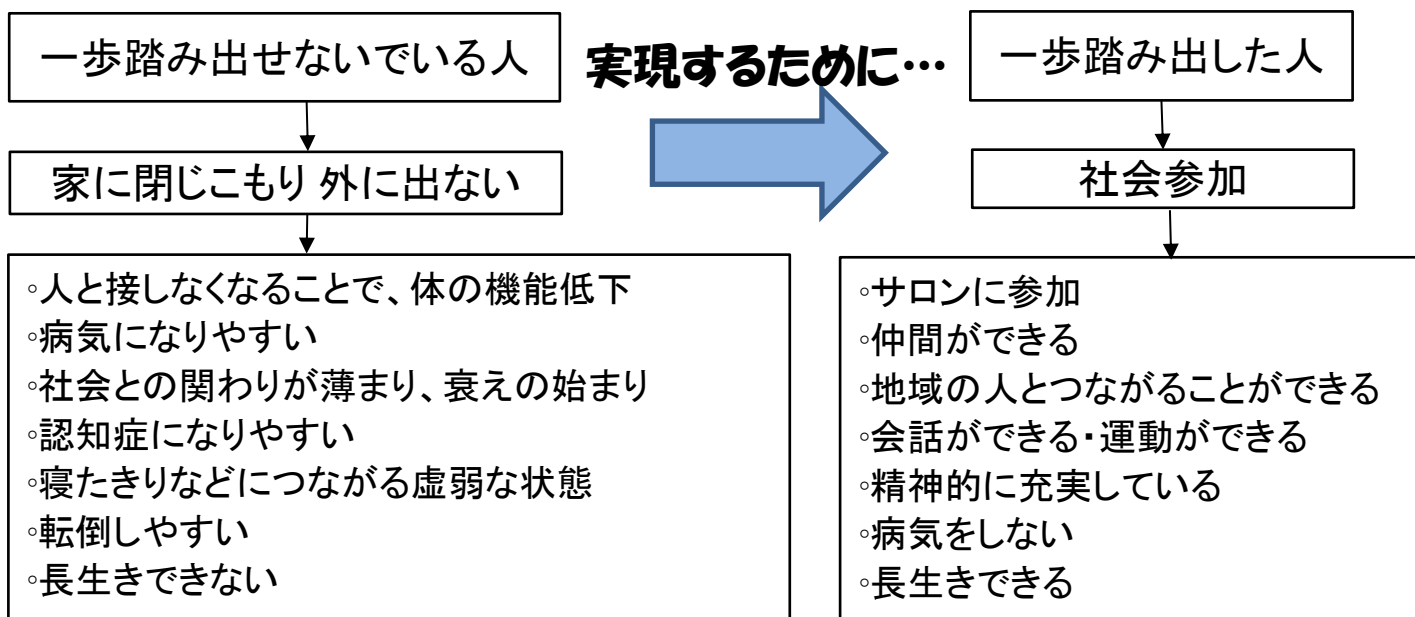 一歩踏み出せないでいる人
実現するために…
一歩踏み出した人
家に閉じこもり 外に出ない
社会参加
◦人と接しなくなることで、体の機能低下
◦病気になりやすい
◦社会との関わりが薄まり、衰えの始まり
◦認知症になりやすい
◦寝たきりなどにつながる虚弱な状態
◦転倒しやすい
◦長生きできない
◦サロンに参加
◦仲間ができる
◦地域の人とつながることができる
◦会話ができる・運動ができる
◦精神的に充実している
◦病気をしない
◦長生きできる